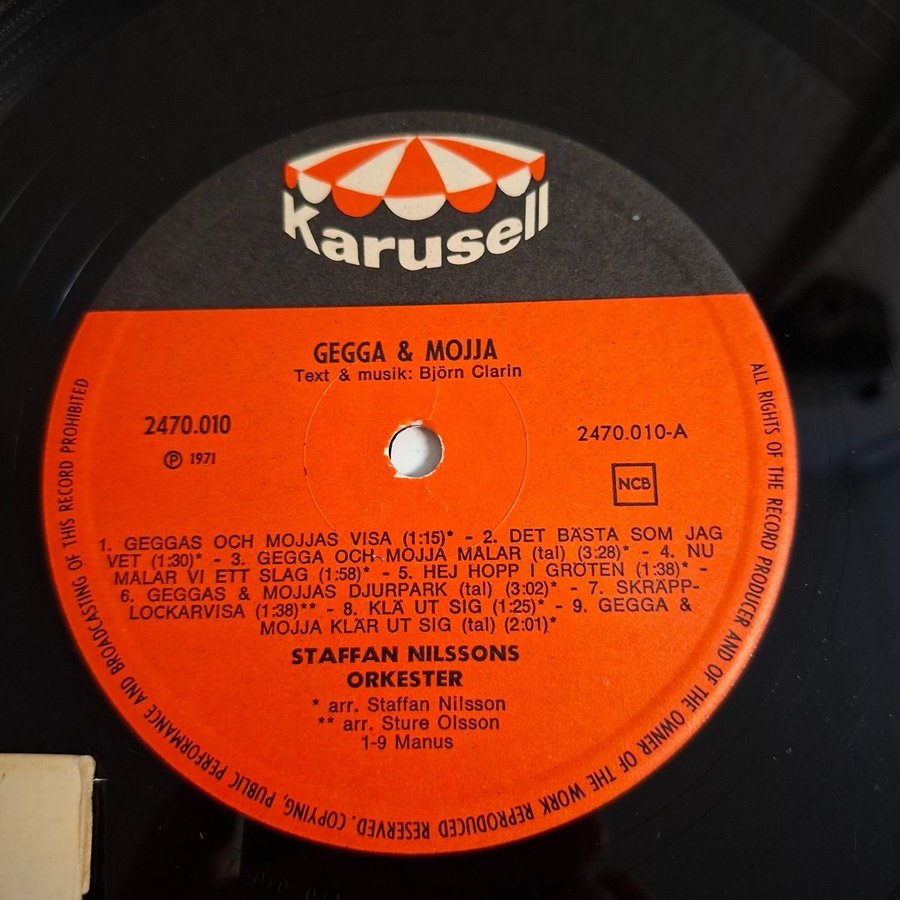 Karusell
GEGGA & MOJJA
Text & musik: Björn Clarin
2470.010
2470.010-A
Ⓟ 1971
NCB
1. GEGGAS OCH MOJJAS VISA (1:15)* - 2. DET BÄSTA SOM JAG
VET (1:30)* - 3. GEGGA OCH MOJJA MÅLAR (tal) (3:28)* - 4. NU
MÅLAR VI ETT SLAG (1:58)* - 5. HEJ HOPP I GRÖTEN (1:38)* -
6. GEGGAS & MOJJAS DJURPARK (tal) (3:02)* - 7. SKRÄPP-
LOCKARVISA (1:38)** - 8. KLÄ UT SIG (1:25)* - 9. GEGGA &
MOJJA KLÄR UT SIG (tal) (2:01)*
STAFFAN NILSSONS
ORKESTER
* arr. Staffan Nilsson
** arr. Sture Olsson
1-9 Manus
ALL RIGHTS OF THE RECORD PRODUCER AND OF THE OWNER OF THE WORK REPRODUCED RESERVED. COPYING, PUBLIC PERFORMANCE AND BROADCASTING OF THIS RECORD PROHIBITED